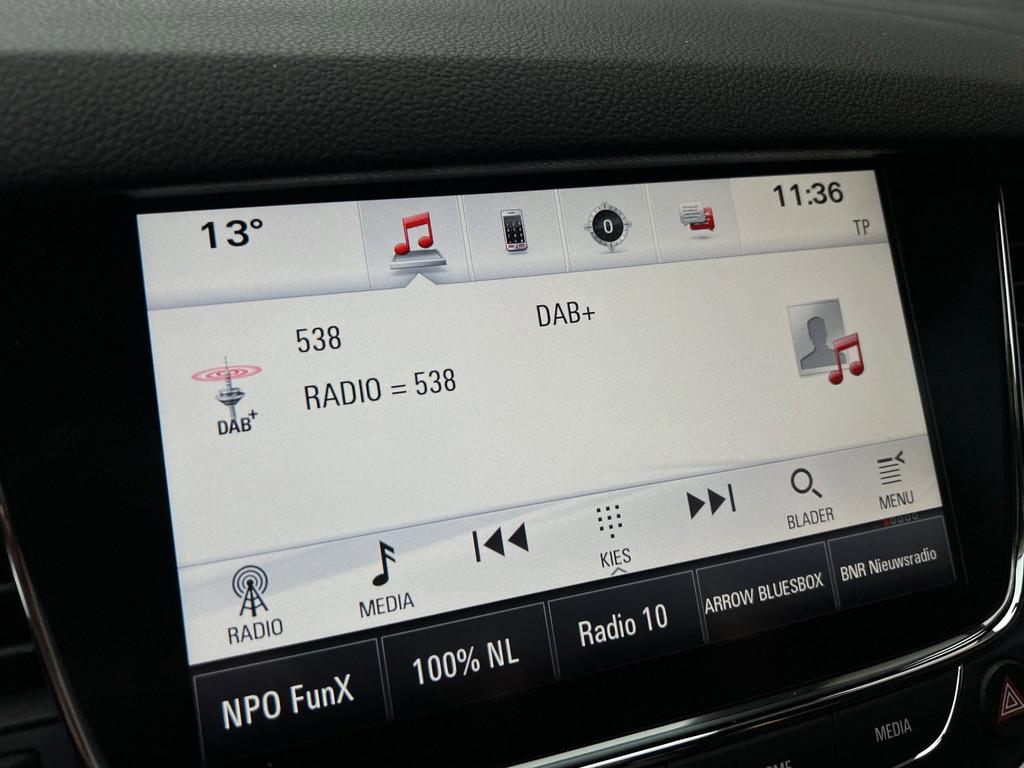 13°
0
11:36
TP
538
DAB+
RADIO = 538
DAB+
RADIO
MEDIA
KIES
BLADER
MENU
NPO FunX
100% NL
Radio 10
ARROW BLUESBOX
BNR Nieuwsradio
MEDIA